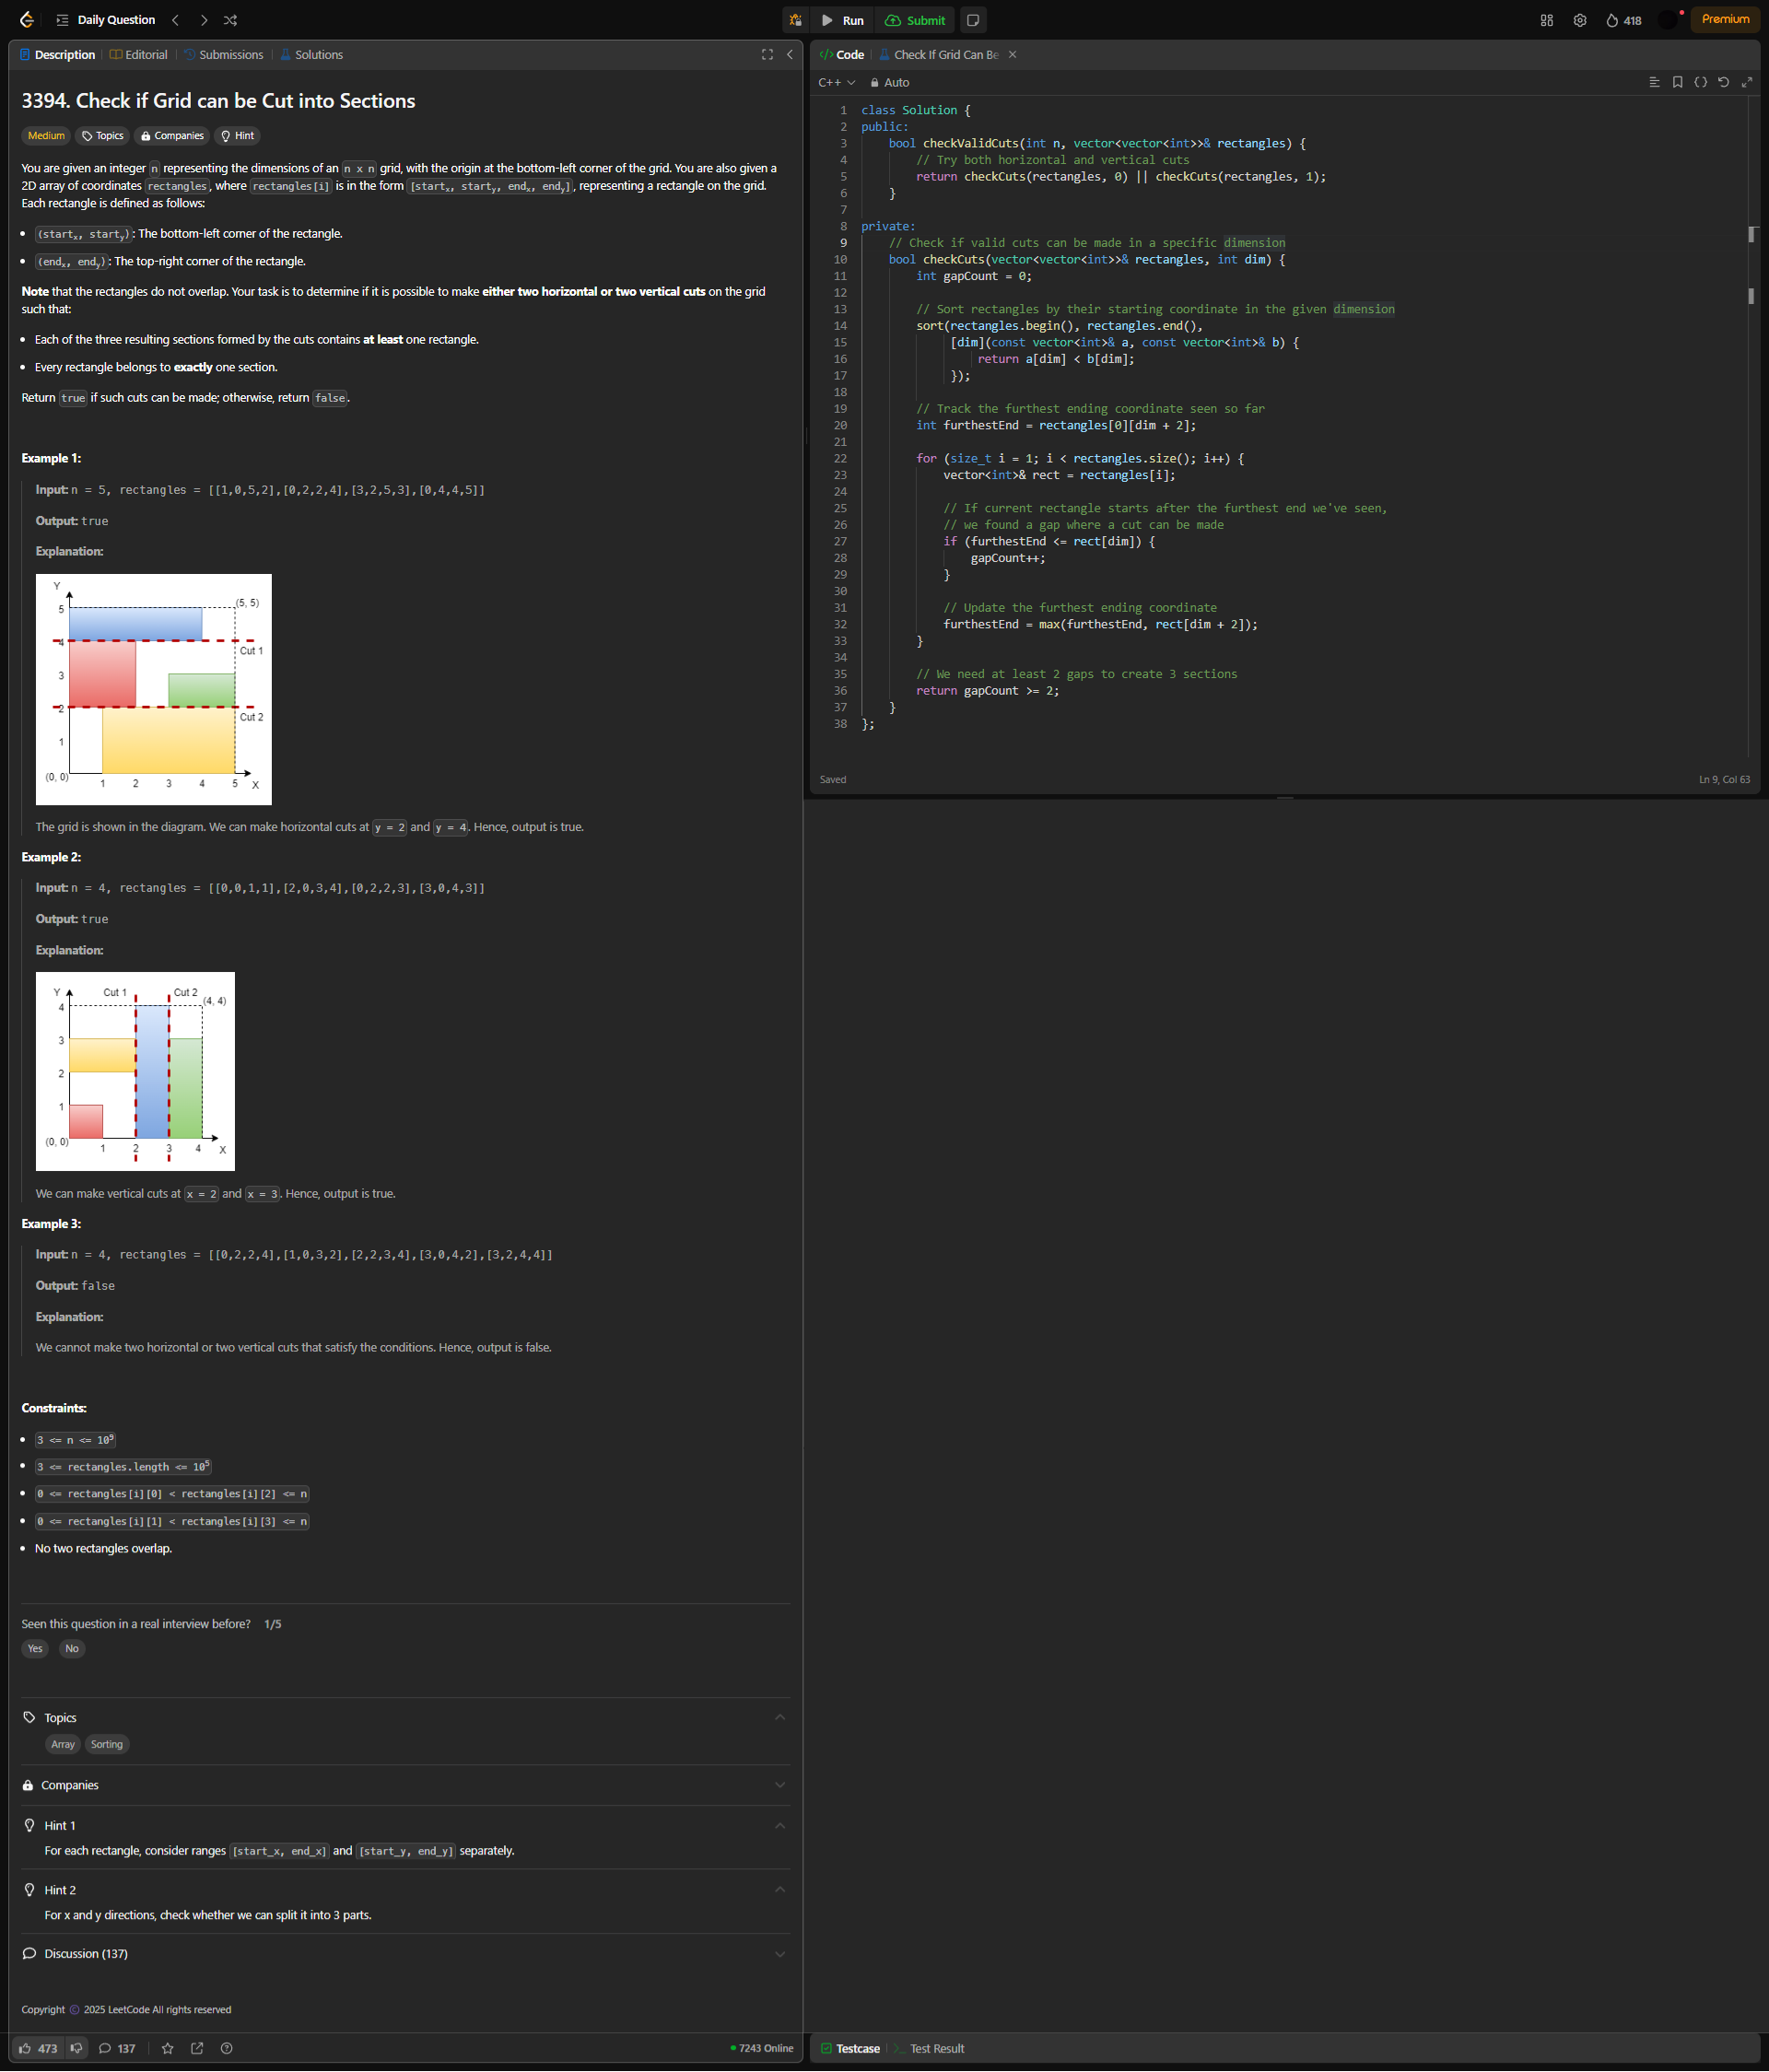 Daily Question
Run
Submit
418
Premium
Description
Editorial
Submissions
Solutions
3394. Check if Grid can be Cut into Sections
Medium
Topics
Companies
Hint
You are given an integer n representing the dimensions of an n x n grid, with the origin at the bottom-left corner of the grid. You are also given a
2D array of coordinates rectangles, where rectangles[i] is in the form [startx, starty, endx, endy], representing a rectangle on the grid.
Each rectangle is defined as follows:
• (startx, starty): The bottom-left corner of the rectangle.
• (endx, endy): The top-right corner of the rectangle.
Note that the rectangles do not overlap. Your task is to determine if it is possible to make either two horizontal or two vertical cuts on the grid
such that:
• Each of the three resulting sections formed by the cuts contains at least one rectangle.
• Every rectangle belongs to exactly one section.
Return true if such cuts can be made; otherwise, return false.
Example 1:
Input: n = 5, rectangles = [[1,0,5,2],[0,2,2,4],[3,2,5,3],[0,4,4,5]]
Output: true
Explanation:
Y
5
(5, 5)
4
Cut 1
3
2
Cut 2
1
(0, 0)
1 2 3 4 5 X
The grid is shown in the diagram. We can make horizontal cuts at y = 2 and y = 4. Hence, output is true.
Example 2:
Input: n = 4, rectangles = [[0,0,1,1],[2,0,3,4],[0,2,2,3],[3,0,4,3]]
Output: true
Explanation:
Y
Cut 1
Cut 2
4
(4, 4)
3
2
1
(0, 0)
1 2 3 4 X
We can make vertical cuts at x = 2 and x = 3. Hence, output is true.
Example 3:
Input: n = 4, rectangles = [[0,2,2,4],[1,0,3,2],[2,2,3,4],[3,0,4,2],[3,2,4,4]]
Output: false
Explanation:
We cannot make two horizontal or two vertical cuts that satisfy the conditions. Hence, output is false.
Constraints:
• 3 <= n <= 10⁹
• 3 <= rectangles.length <= 10⁵
• 0 <= rectangles[i][0] < rectangles[i][2] <= n
• 0 <= rectangles[i][1] < rectangles[i][3] <= n
• No two rectangles overlap.
Seen this question in a real interview before? 1/5
Yes No
Topics
Array Sorting
Companies
Hint 1
For each rectangle, consider ranges [start_x, end_x] and [start_y, end_y] separately.
Hint 2
For x and y directions, check whether we can split it into 3 parts.
Discussion (137)
Copyright © 2025 LeetCode All rights reserved
473
137
7243 Online
</> Code
Check If Grid Can Be
C++
Auto
1 class Solution {
2 public:
3     bool checkValidCuts(int n, vector<vector<int>>& rectangles) {
4         // Try both horizontal and vertical cuts
5         return checkCuts(rectangles, 0) || checkCuts(rectangles, 1);
6     }
7
8 private:
9     // Check if valid cuts can be made in a specific dimension
10     bool checkCuts(vector<vector<int>>& rectangles, int dim) {
11         int gapCount = 0;
12
13         // Sort rectangles by their starting coordinate in the given dimension
14         sort(rectangles.begin(), rectangles.end(),
15              [dim](const vector<int>& a, const vector<int>& b) {
16                  return a[dim] < b[dim];
17              });
18
19         // Track the furthest ending coordinate seen so far
20         int furthestEnd = rectangles[0][dim + 2];
21
22         for (size_t i = 1; i < rectangles.size(); i++) {
23             vector<int>& rect = rectangles[i];
24
25             // If current rectangle starts after the furthest end we've seen,
26             // we found a gap where a cut can be made
27             if (furthestEnd <= rect[dim]) {
28                 gapCount++;
29             }
30
31             // Update the furthest ending coordinate
32             furthestEnd = max(furthestEnd, rect[dim + 2]);
33         }
34
35         // We need at least 2 gaps to create 3 sections
36         return gapCount >= 2;
37     }
38 };
Saved
Ln 9, Col 63
Testcase
Test Result